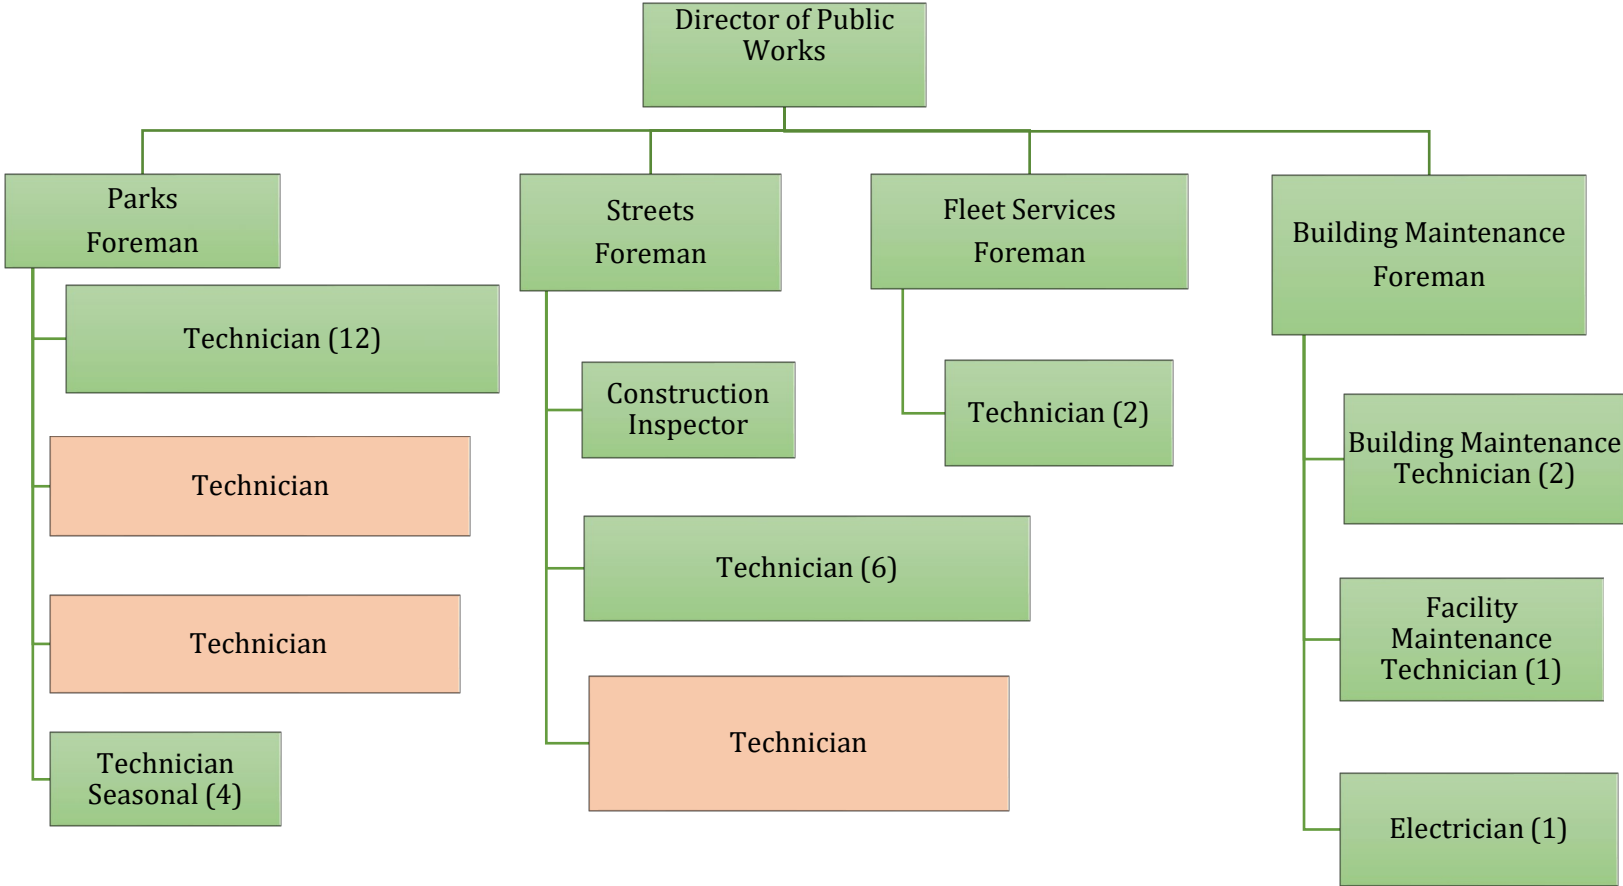 Director of Public
Works
Parks
Foreman
Technician (12)
Technician
Technician
Technician
Seasonal (4)
Streets
Foreman
Construction
Inspector
Technician (6)
Technician
Fleet Services
Foreman
Technician (2)
Building Maintenance
Foreman
Building Maintenance
Technician (2)
Facility
Maintenance
Technician (1)
Electrician (1)